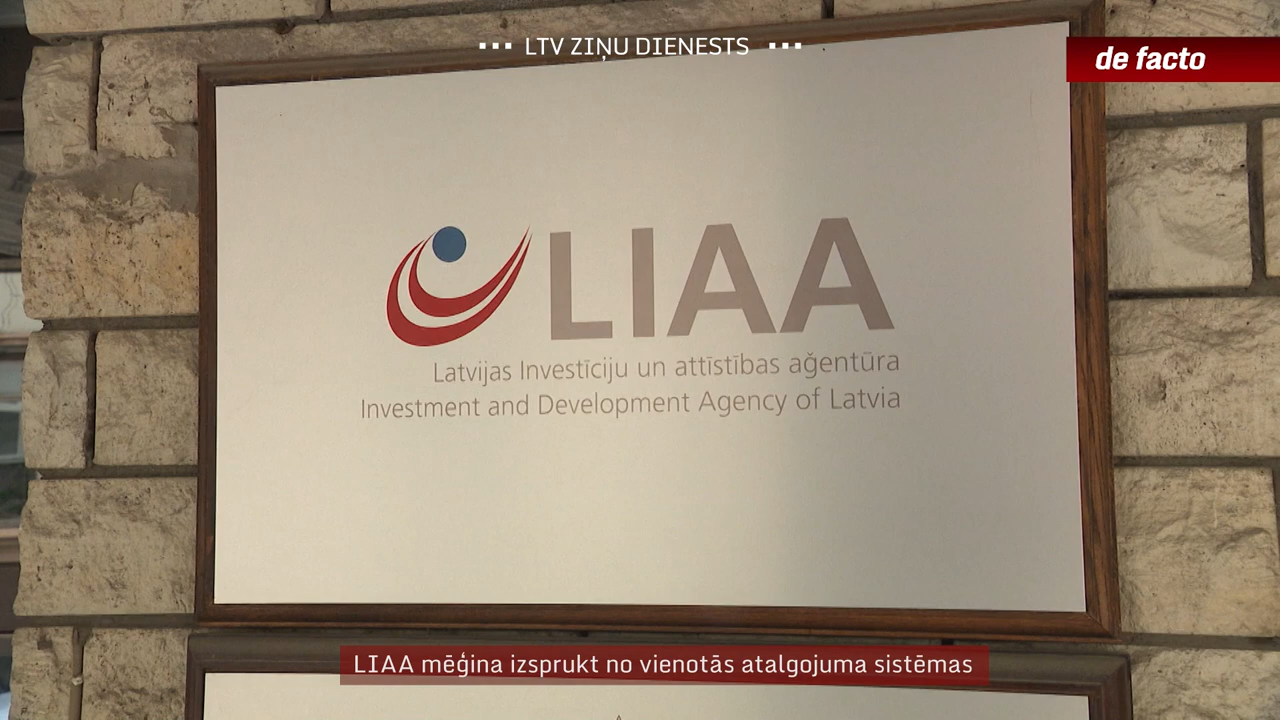 LTV ZIŅU DIENESTS
de facto
LIAA
Latvijas Investīciju un attīstības aģentūra
Investment and Development Agency of Latvia
LIAA mēģina izsprukt no vienotās atalgojuma sistēmas